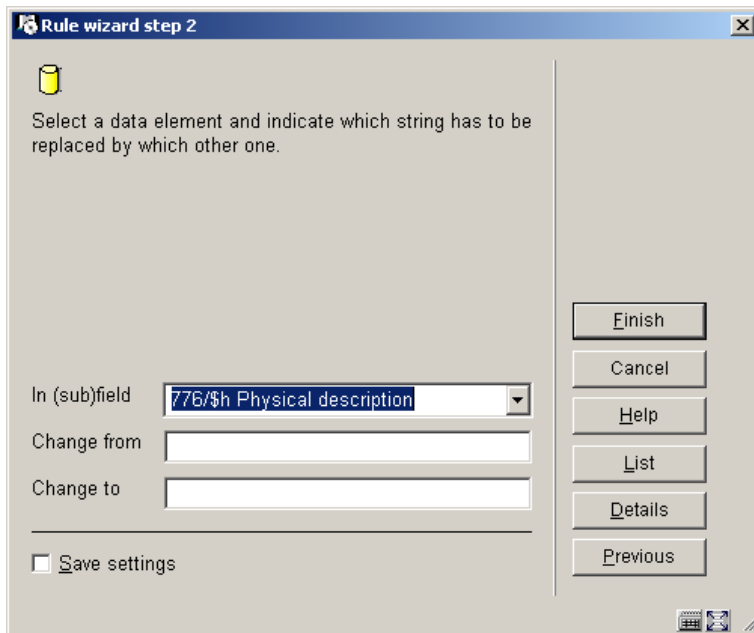 Rule wizard step 2
Select a data element and indicate which string has to be
replaced by which other one.
In (sub)field
776/$h Physical description
Change from
Change to
Save settings
Finish
Cancel
Help
List
Details
Previous